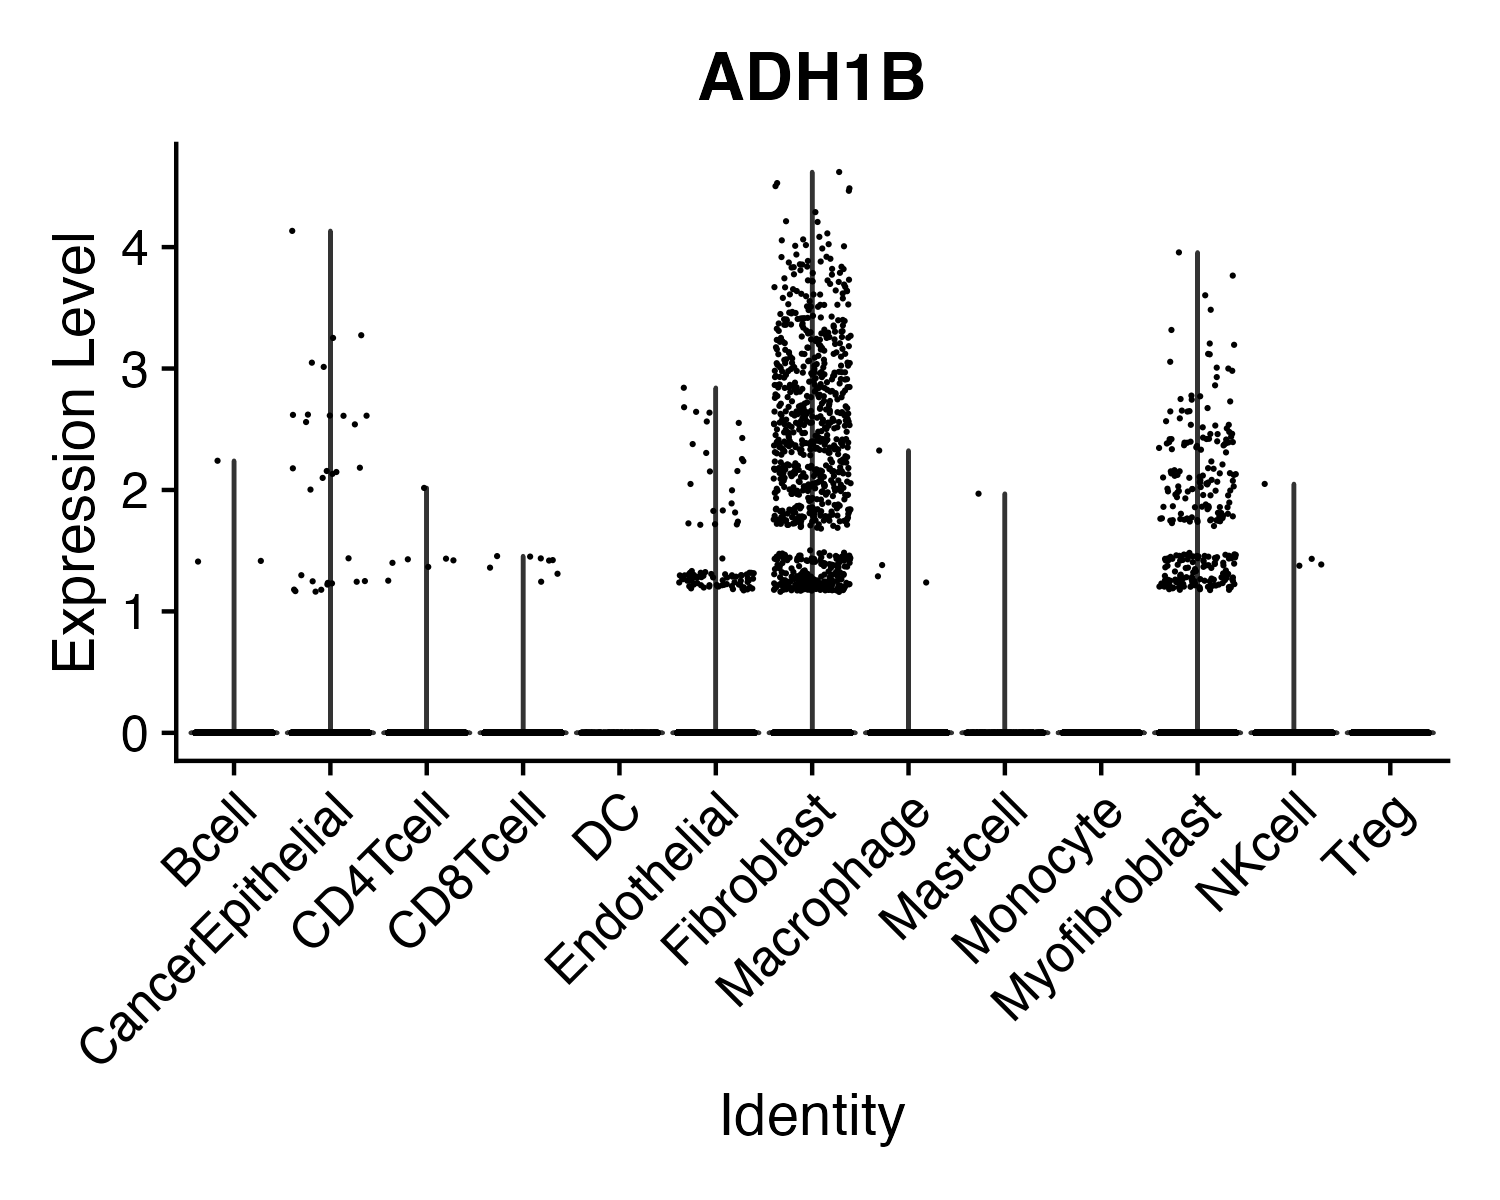 ADH1B
Expression Level
4
3
2
1
0
Bcell
CancerEpithelial
CD4Tcell
CD8Tcell
DC
Endothelial
Fibroblast
Macrophage
Mastcell
Monocyte
Myofibroblast
NKcell
Treg
Identity